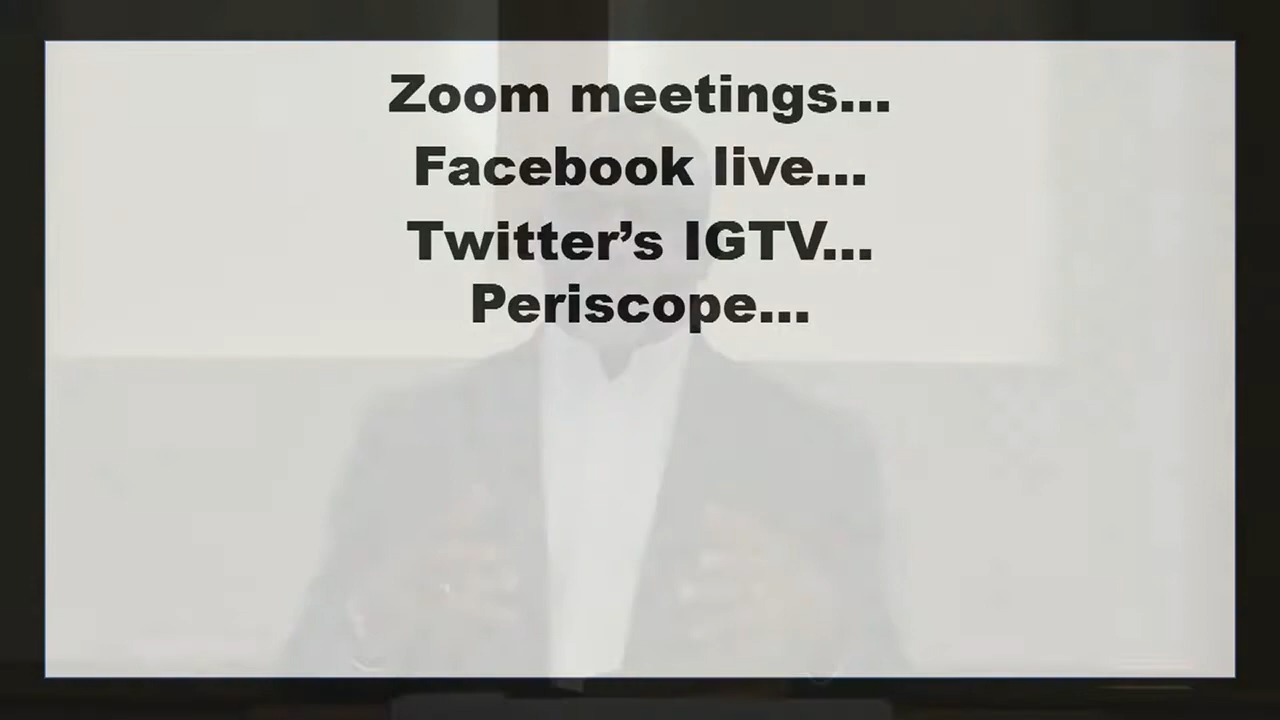 Zoom meetings...
Facebook live...
Twitter’s IGTV...
Periscope...